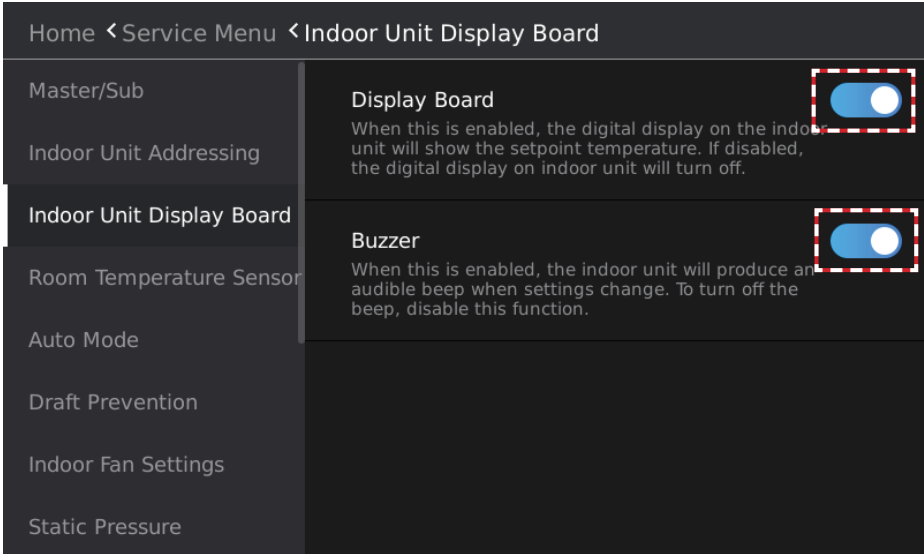 Home < Service Menu < Indoor Unit Display Board
Master/Sub
Indoor Unit Addressing
Indoor Unit Display Board
Room Temperature Sensor
Auto Mode
Draft Prevention
Indoor Fan Settings
Static Pressure
Display Board
When this is enabled, the digital display on the indoor
unit will show the setpoint temperature. If disabled,
the digital display on indoor unit will turn off.
Buzzer
When this is enabled, the indoor unit will produce an
audible beep when settings change. To turn off the
beep, disable this function.